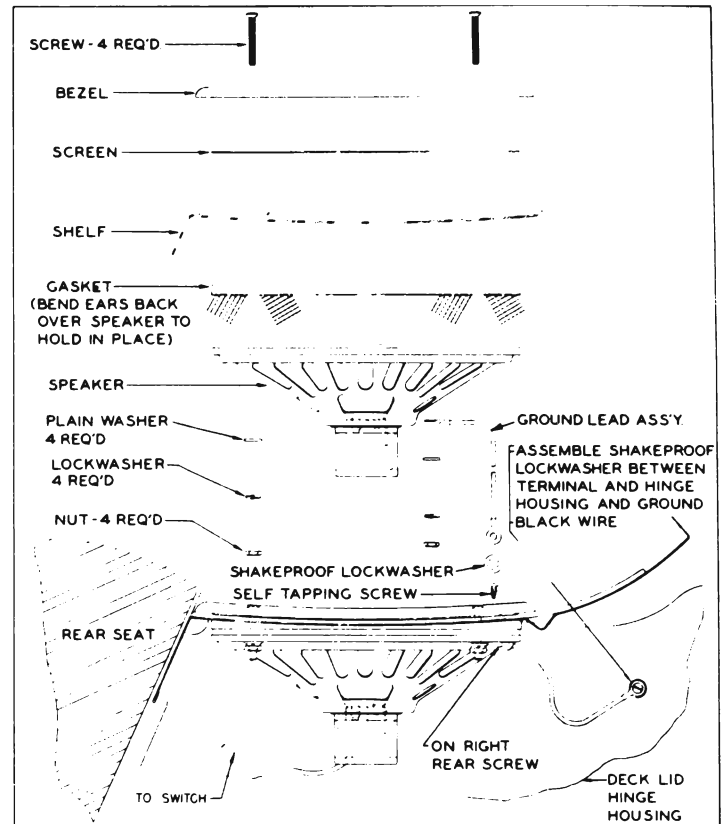 SCREW-4 REQ'D
BEZEL
SCREEN
SHELF
GASKET
(BEND EARS BACK
OVER SPEAKER TO
HOLD IN PLACE)
SPEAKER
PLAIN WASHER
4 REQ'D
LOCKWASHER
4 REQ'D
NUT-4 REQ'D
GROUND LEAD ASS'Y.
ASSEMBLE SHAKEPROOF
LOCKWASHER BETWEEN
TERMINAL AND HINGE
HOUSING AND GROUND
BLACK WIRE
SHAKEPROOF LOCKWASHER
SELF TAPPING SCREW
REAR SEAT
ON RIGHT
REAR SCREW
TO SWITCH
DECK LID
HINGE
HOUSING